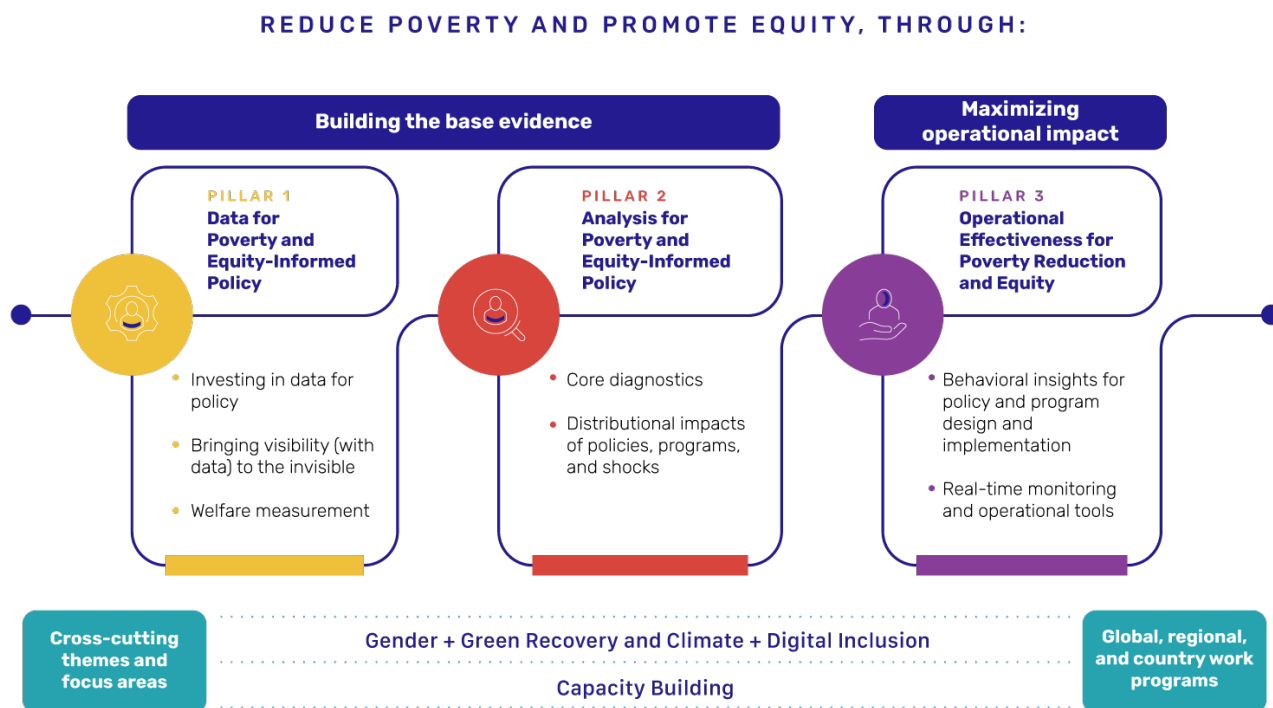 REDUCE POVERTY AND PROMOTE EQUITY, THROUGH:
Building the base evidence
Maximizing
operational impact
PILLAR 1
Data for
Poverty and
Equity-Informed
Policy
Investing in data for
policy
Bringing visibility (with
data) to the invisible
Welfare measurement
PILLAR 2
Analysis for
Poverty and
Equity-Informed
Policy
Core diagnostics
Distributional impacts
of policies, programs,
and shocks
PILLAR 3
Operational
Effectiveness for
Poverty Reduction
and Equity
Behavioral insights for
policy and program
design and
implementation
Real-time monitoring
and operational tools
Cross-cutting
themes and
focus areas
Gender + Green Recovery and Climate + Digital Inclusion
Capacity Building
Global, regional,
and country work
programs